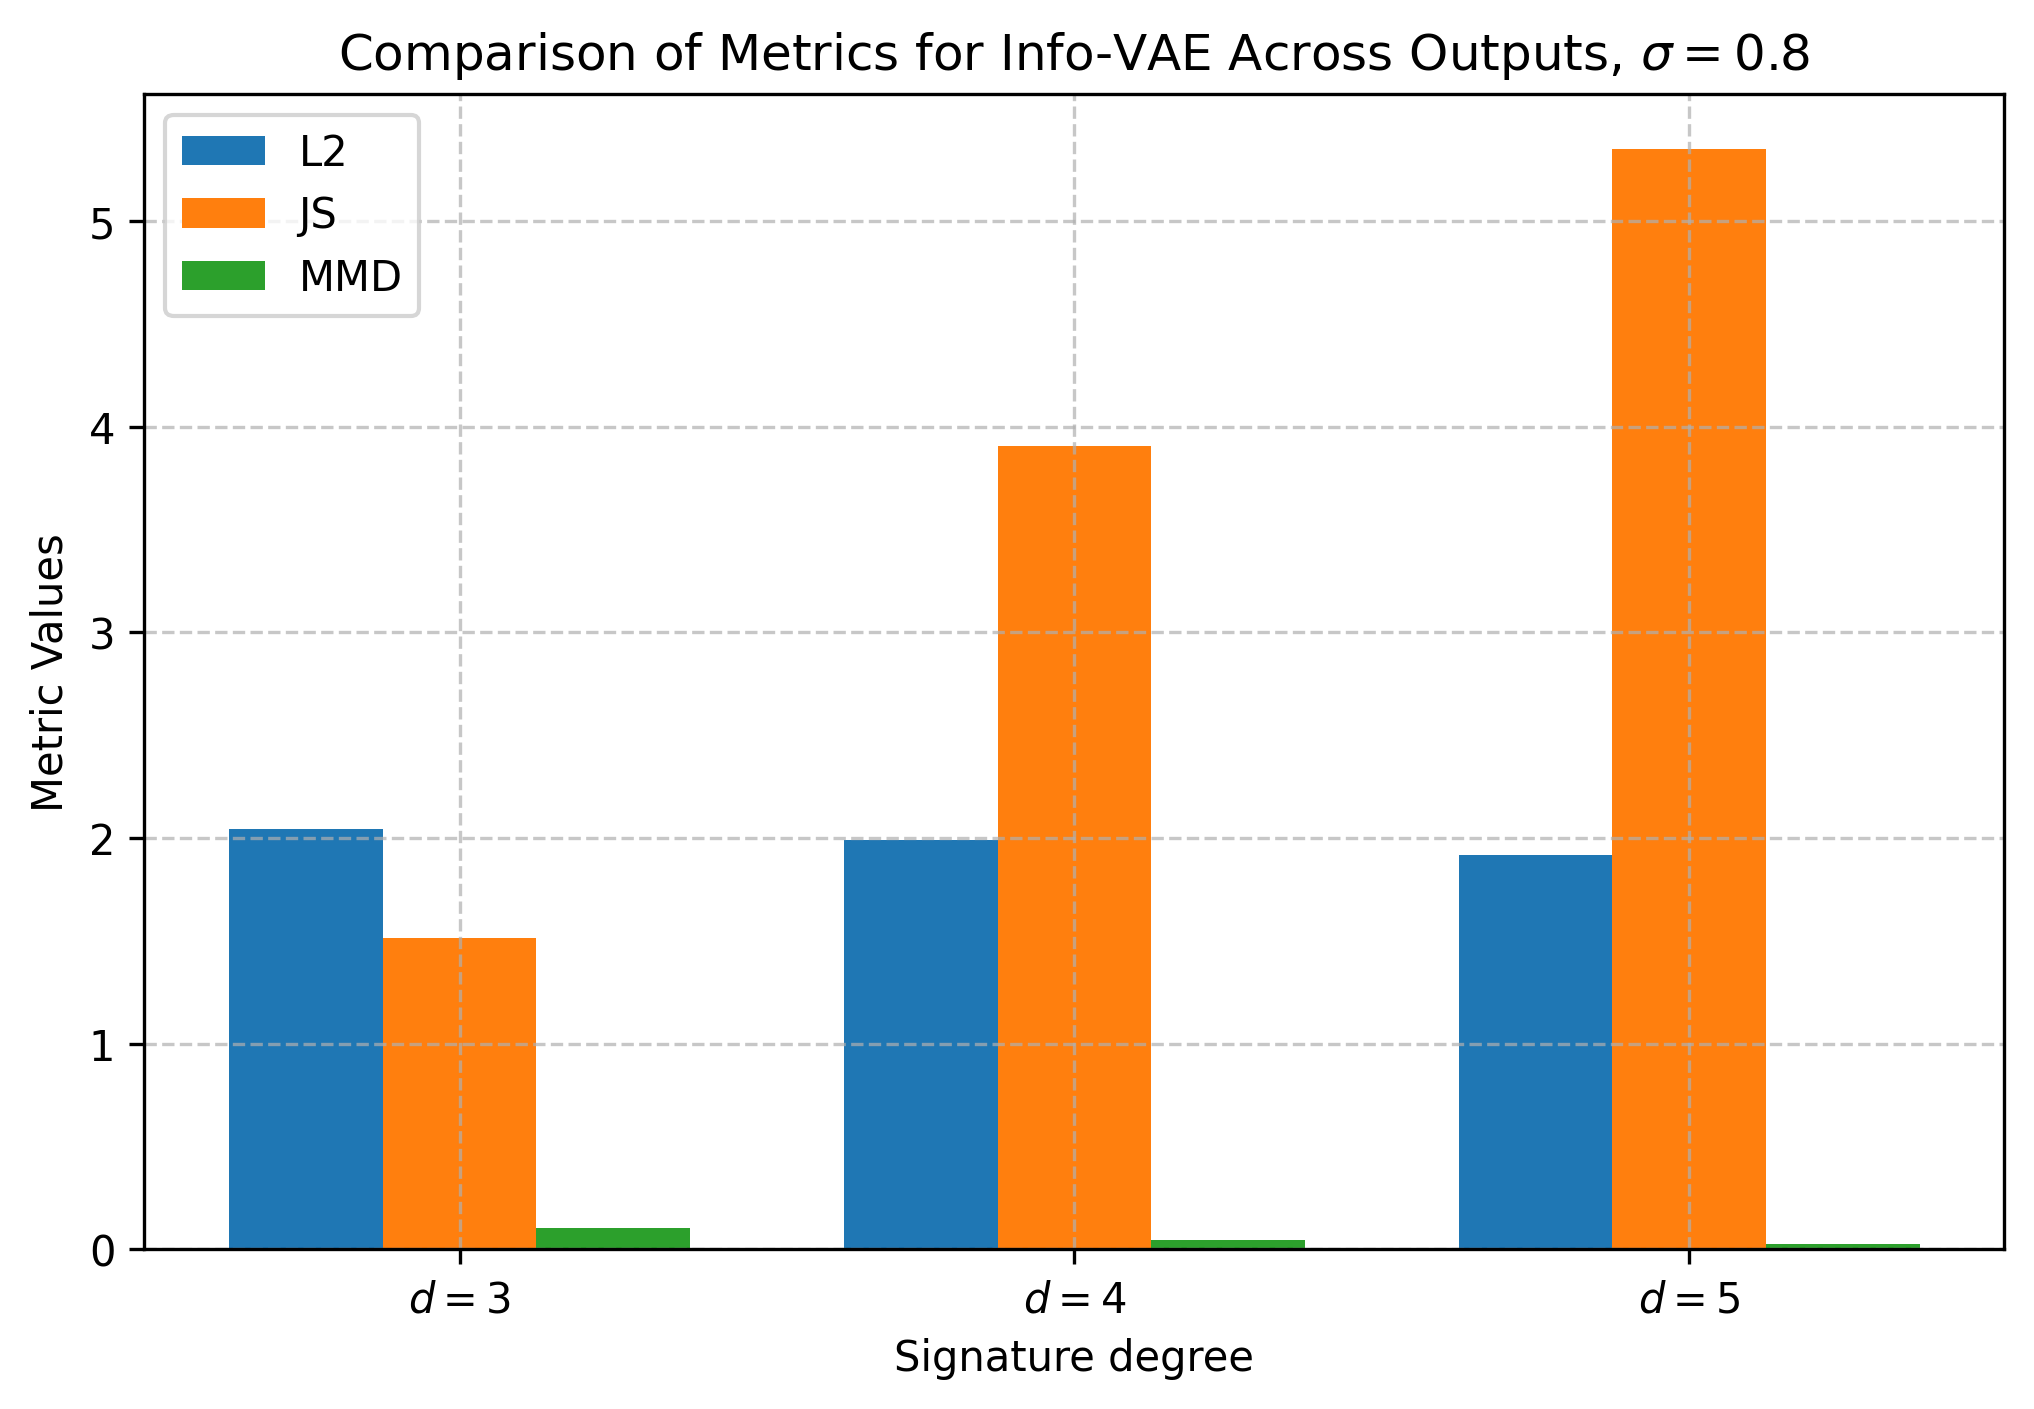 Comparison of Metrics for Info-VAE Across Outputs, σ = 0.8
L2
JS
MMD
Metric Values
5
4
3
2
1
0
d = 3
d = 4
d = 5
Signature degree